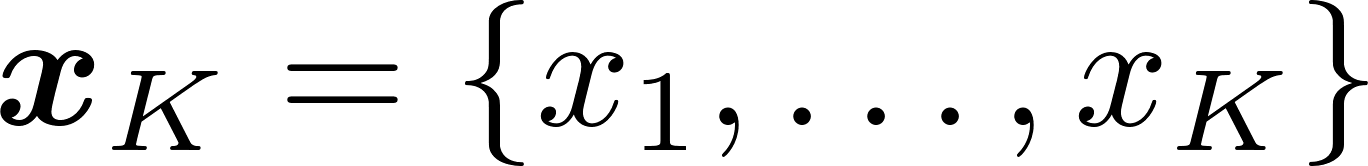 𝒙_K = {x_1, . . . , x_K}